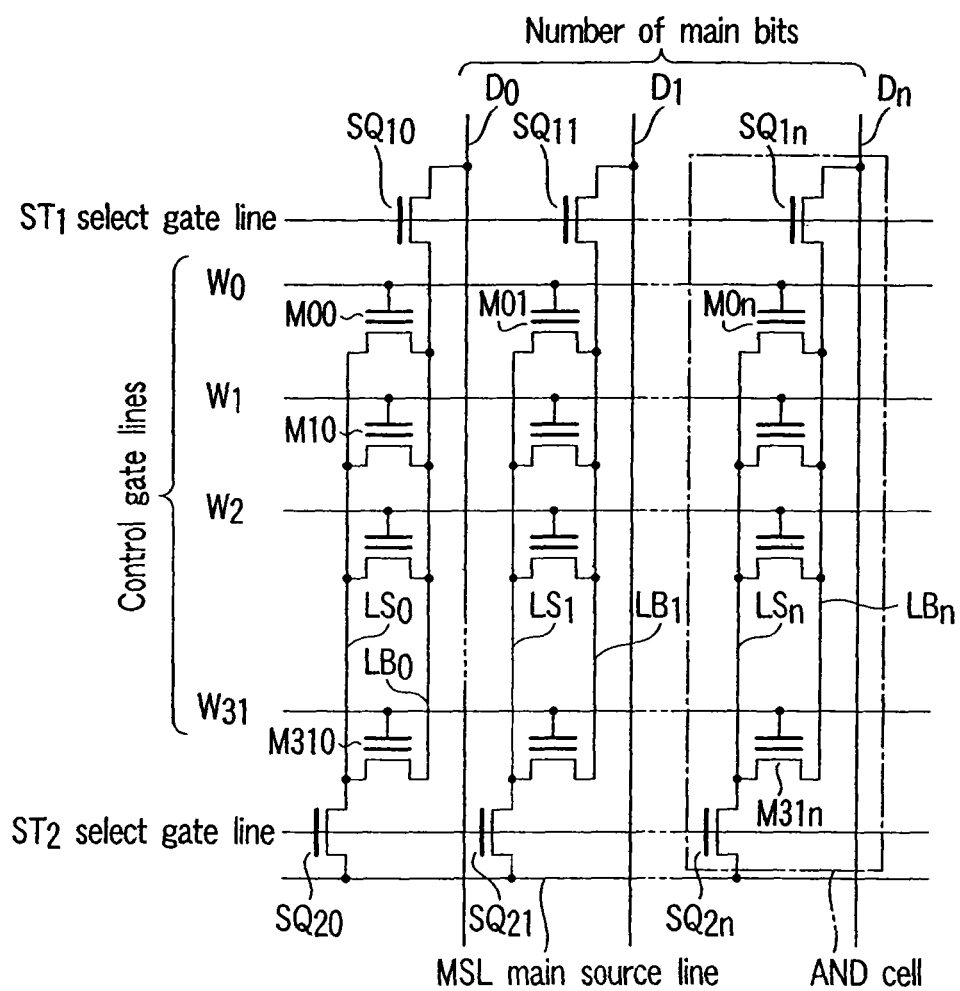 Number of main bits
D0 D1 Dn
SQ10 SQ11 SQ1n
ST1 select gate line
W0
M00 M01 M0n
W1
M10
Control gate lines
W2
LS0 LS1 LB1 LSn LBn
LB0
W31
M310
M31n
ST2 select gate line
SQ20 SQ21 SQ2n
MSL main source line AND cell